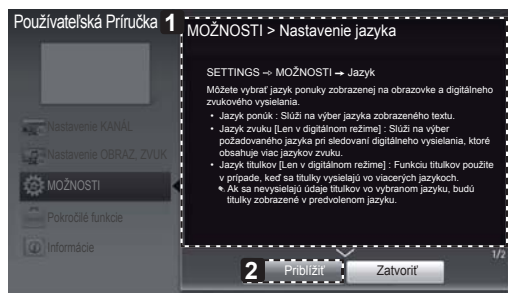 Používateľská Príručka
1
MOŽNOSTI > Nastavenie jazyka
SETTINGS ⇨ MOŽNOSTI ➙ Jazyk
Môžete vybrať jazyk ponuky zobrazenej na obrazovke a digitálneho
zvukového vysielania.
• Jazyk ponúk : Slúži na výber jazyka zobrazeného textu.
• Jazyk zvuku [Len v digitálnom režime] : Slúži na výber
požadovaného jazyka pri sledovaní digitálneho vysielania, ktoré
obsahuje viac jazykov zvuku.
• Jazyk titulkov [Len v digitálnom režime] : Funkciu titulkov použite
v prípade, keď sa titulky vysielajú vo viacerých jazykoch.
✎ Ak sa nevysielajú údaje titulkov vo vybranom jazyku, budú
titulky zobrazené v predvolenom jazyku.
Nastavenie KANÁL
Nastavenie OBRAZ, ZVUK
MOŽNOSTI
Pokročilé funkcie
Informácie
1/2
2
Priblížiť
Zatvoriť